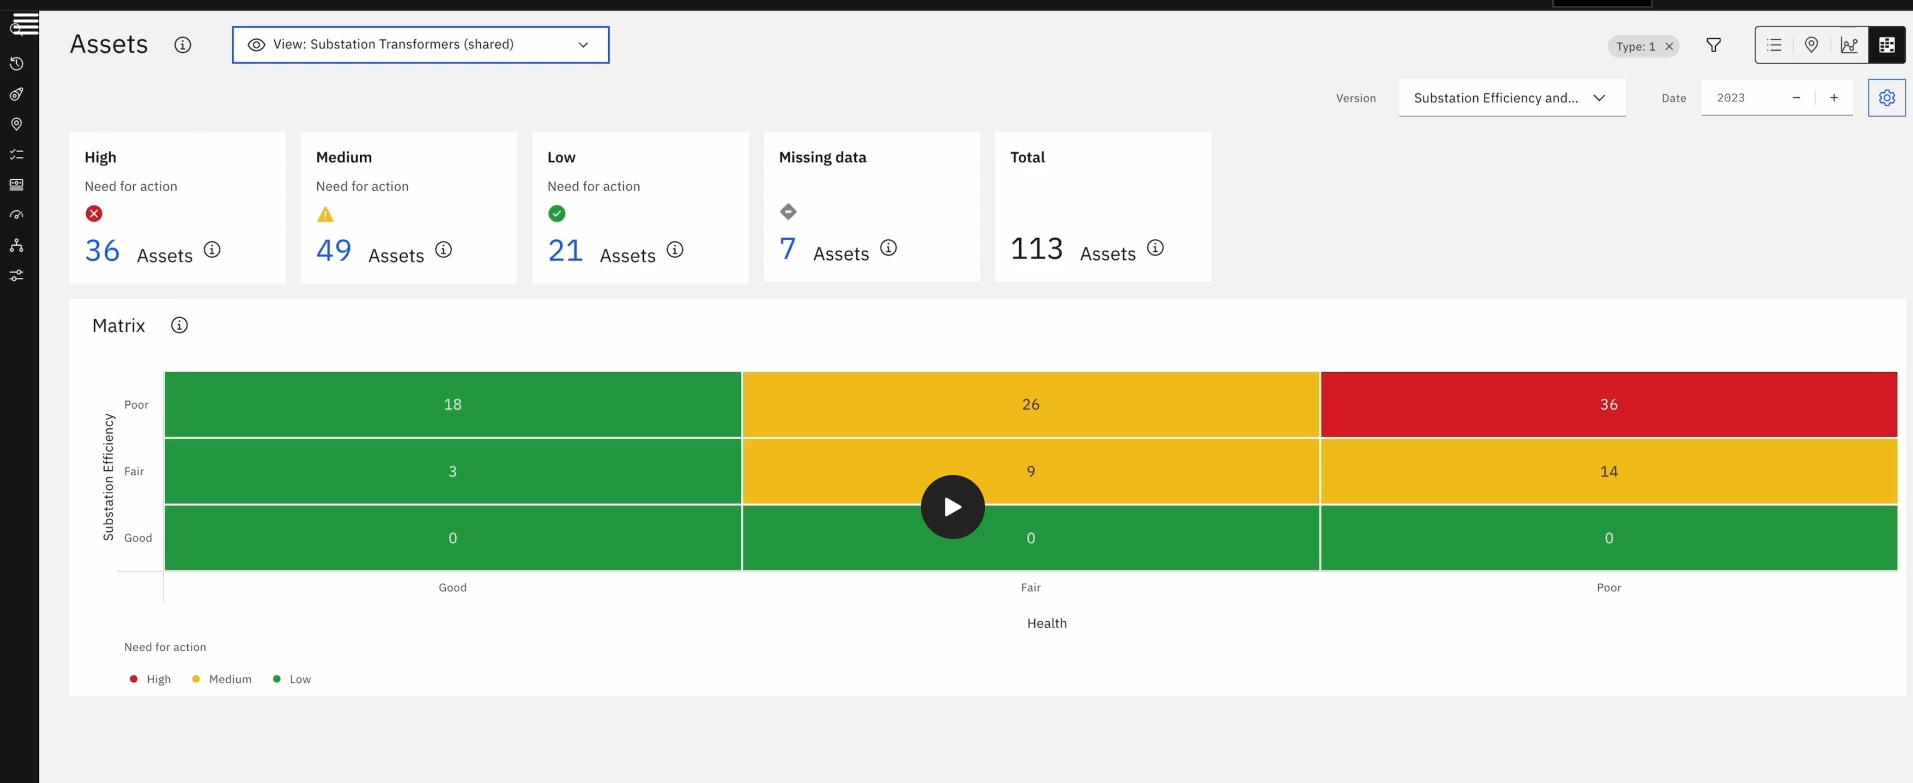 Assets
View: Substation Transformers (shared)
Type: 1
Version
Substation Efficiency and...
Date
2023
High
Need for action
36 Assets
Medium
Need for action
49 Assets
Low
Need for action
21 Assets
Missing data
7 Assets
Total
113 Assets
Matrix
Substation Efficiency
Poor
18
26
36
Fair
3
9
14
Good
0
0
0
Good
Fair
Poor
Health
Need for action
High
Medium
Low